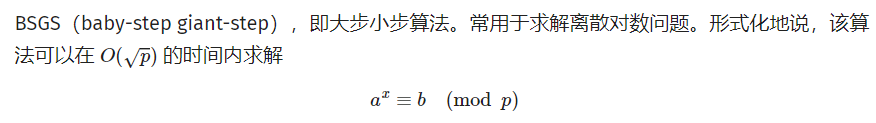 BSGS（baby-step giant-step），即大步小步算法。常用于求解离散对数问题。形式化地说，该算
法可以在 O(√p) 的时间内求解
aˣ ≡ b (mod p)